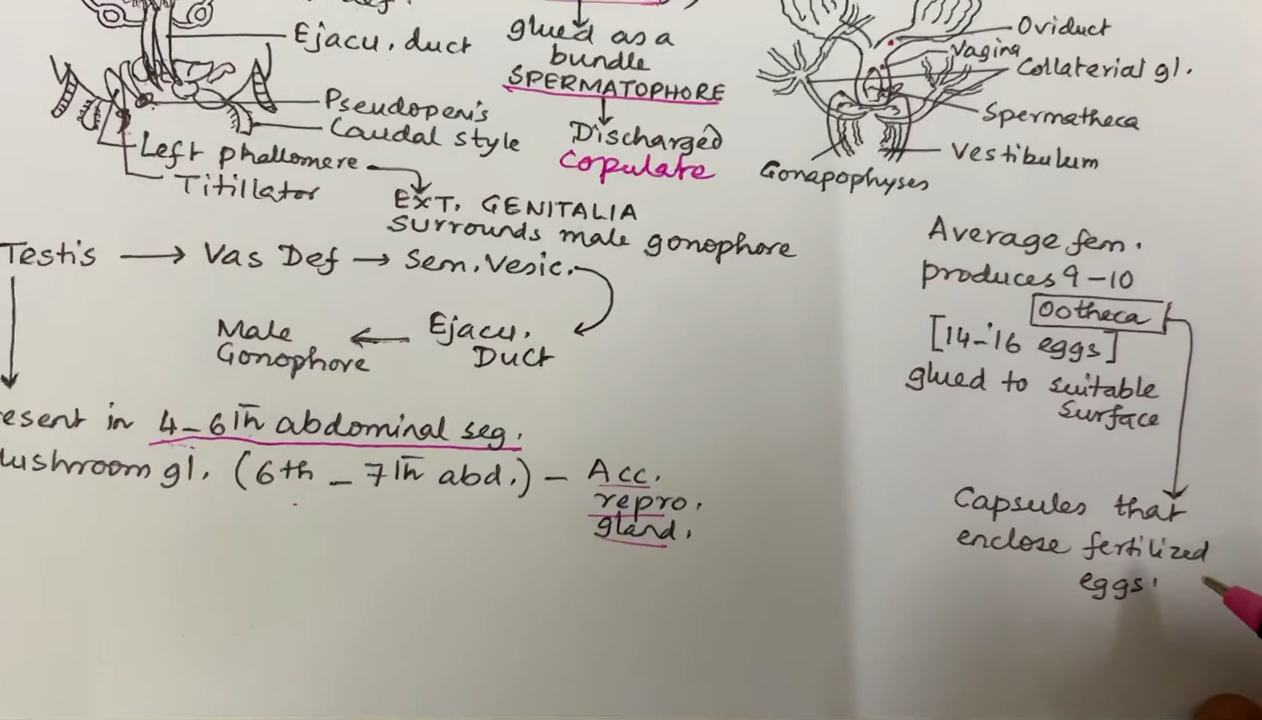 Ejacu. duct
Pseudopenis
Caudal style
Left phallomere
Titillator
EXT. GENITALIA
surrounds male gonophore
glued as a
bundle
SPERMATOPHORE
Discharged
copulate
Oviduct
Vagina
Collaterial gl.
Spermatheca
Vestibulum
Gonapophyses
Testis → Vas Def → Sem. Vesic.
Ejacu.
Duct
Male
Gonophore
esent in 4-6th abdominal seg.
lushroom gl. (6th - 7th abd.) - Acc.
repro.
gland.
Average fem.
produces 9-10
Ootheca
[14-16 eggs]
glued to suitable
surface
Capsules that
enclose fertilized
eggs.